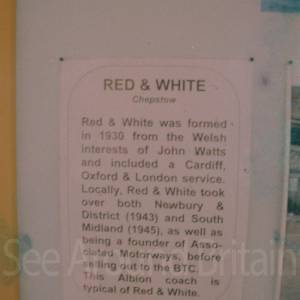 RED & WHITE
Chepstow
Red & White was formed
in 1930 from the Welsh
interests of John Watts
and included a Cardiff,
Oxford & London service.
Locally, Red & White took
over both Newbury &
District (1943) and South
Midland (1945), as well as
being a founder of Asso-
ciated Motorways, before
selling out to the BTC.
This Albion coach is
typical of Red & White.
See Britain